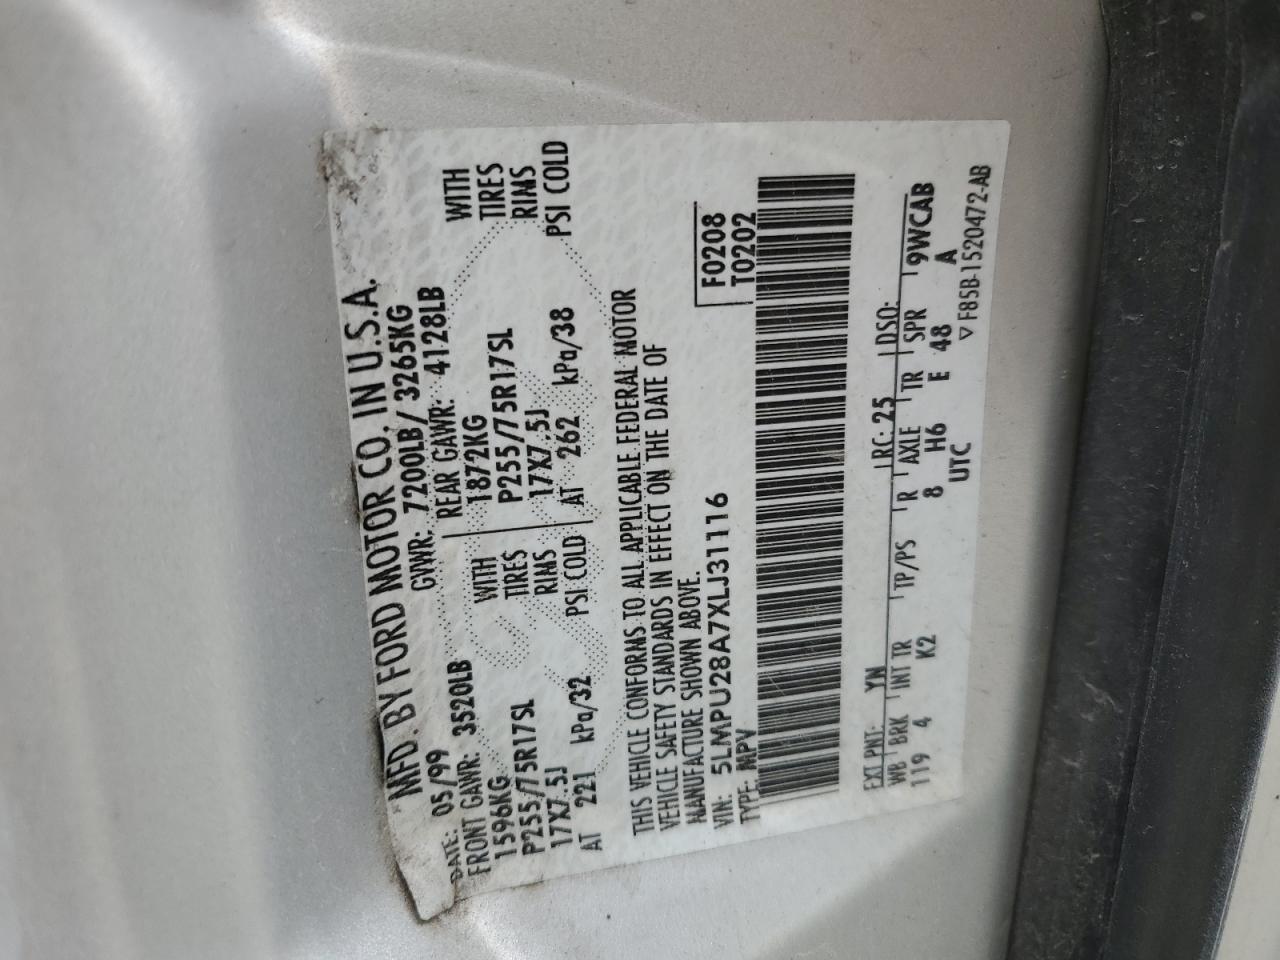 MFD. BY FORD MOTOR CO. IN U.S.A.
DATE: 05/99 GVWR: 7200LB/ 3265KG
FRONT GAWR: 3520LB REAR GAWR: 4128LB
1596KG WITH 1872KG WITH
P255/75R17SL TIRES P255/75R17SL TIRES
17X7.5J RIMS 17X7.5J RIMS
AT 221 kPa/32 PSI COLD AT 262 kPa/38 PSI COLD
THIS VEHICLE CONFORMS TO ALL APPLICABLE FEDERAL MOTOR
VEHICLE SAFETY STANDARDS IN EFFECT ON THE DATE OF
MANUFACTURE SHOWN ABOVE.
VIN: 5LMPU28A7XLJ31116 F0208
TYPE: MPV T0202
EXT PNT: YN RC: 25 DSO:
WB BRK INT TR TP/PS R AXLE TR SPR 9WCAB
119 4 K2 8 H6 E 48 A
UTC
▽ F85B-1520472-AB